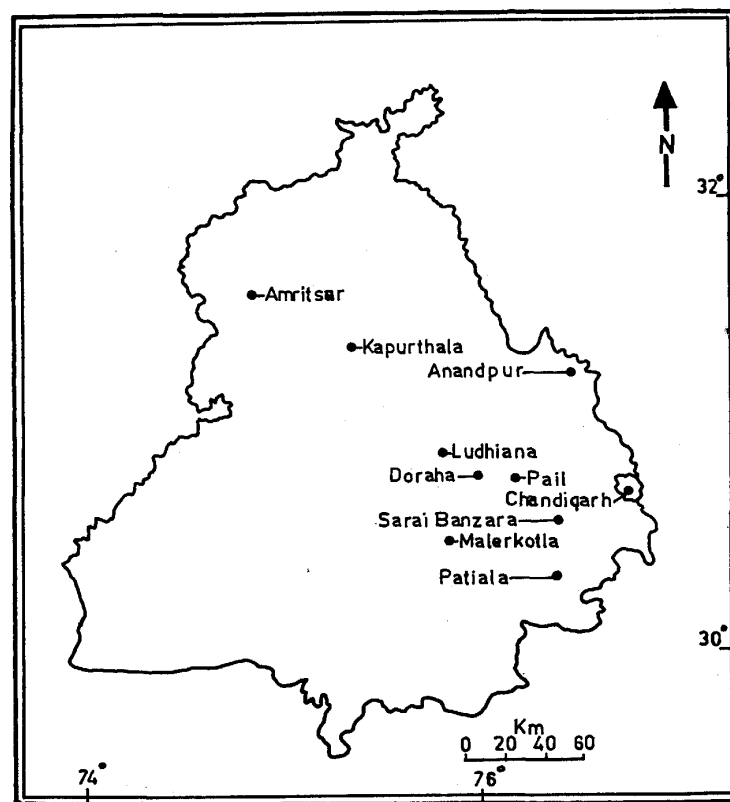 N
32°
Amritsar
Kapurthala
Anandpur
Ludhiana
Doraha
Pail
Chandigarh
Sarai Banzara
Malerkotla
Patiala
30°
Km
0 20 40 60
74°
76°